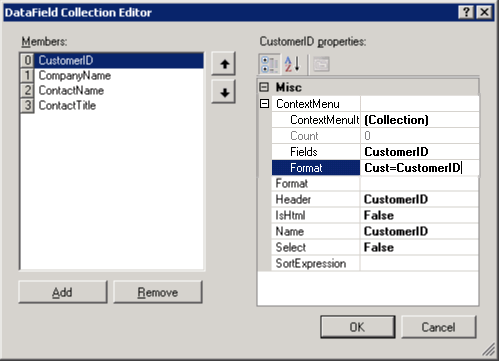 DataField Collection Editor
Members:
CustomerID properties:
0 CustomerID
1 CompanyName
2 ContactName
3 ContactTitle
Misc
ContextMenu
ContextMenuIt (Collection)
Count 0
Fields CustomerID
Format Cust=CustomerID
Format
Header CustomerID
IsHtml False
Name CustomerID
Select False
SortExpression
Add Remove
OK Cancel